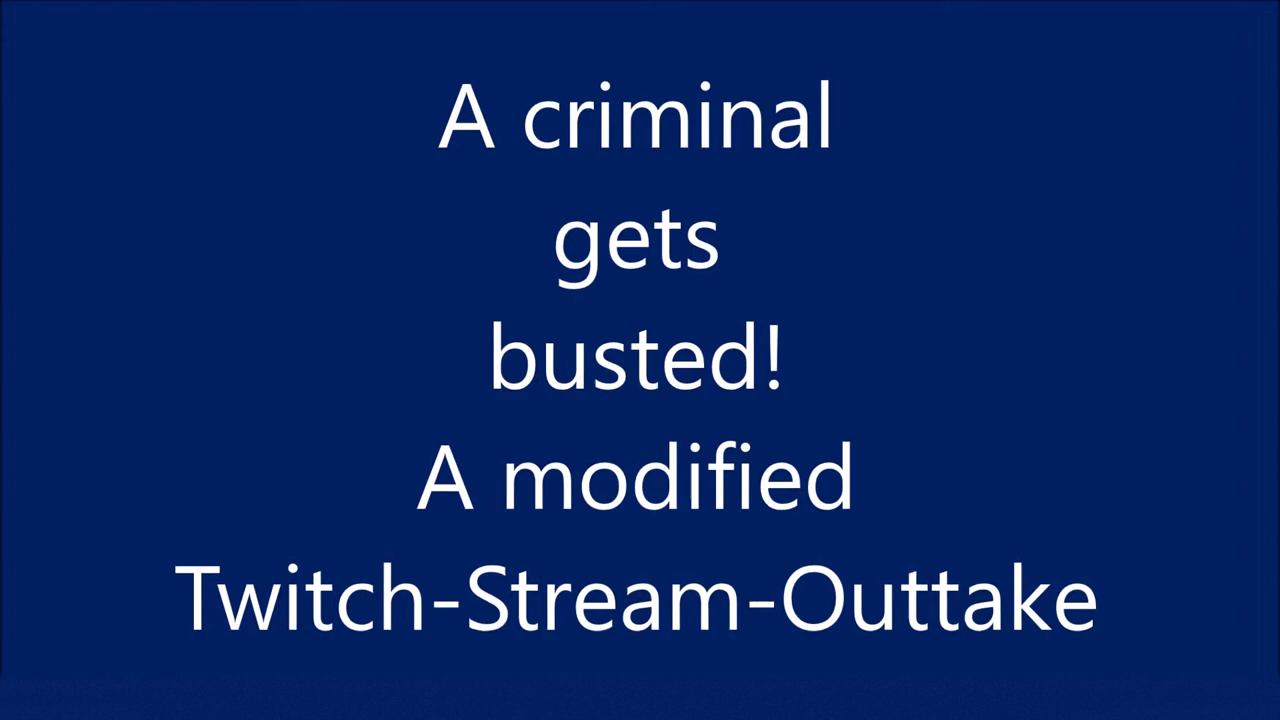 A criminal
gets
busted!
A modified
Twitch-Stream-Outtake